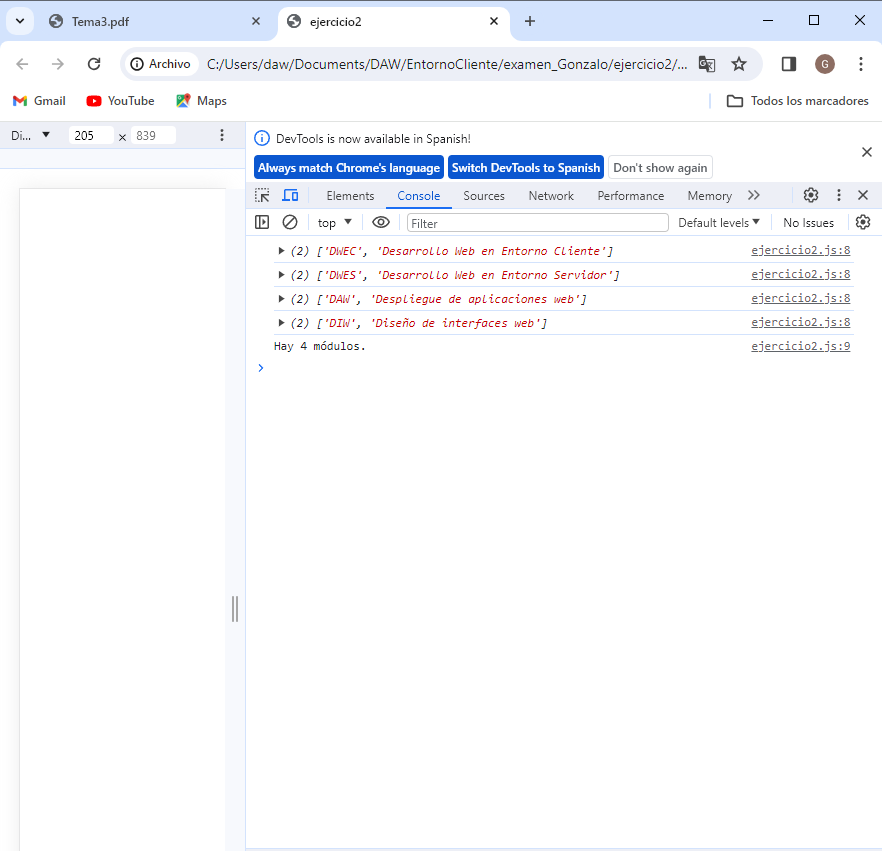 Tema3.pdf ejercicio2
Archivo C:/Users/daw/Documents/DAW/EntornoCliente/examen_Gonzalo/ejercicio2/... G
Gmail YouTube Maps Todos los marcadores
Di... 205 × 839
DevTools is now available in Spanish!
Always match Chrome's language Switch DevTools to Spanish Don't show again
Elements Console Sources Network Performance Memory
top Filter Default levels No Issues
(2) ['DWEC', 'Desarrollo Web en Entorno Cliente'] ejercicio2.js:8
(2) ['DWES', 'Desarrollo Web en Entorno Servidor'] ejercicio2.js:8
(2) ['DAW', 'Despliegue de aplicaciones web'] ejercicio2.js:8
(2) ['DIW', 'Diseño de interfaces web'] ejercicio2.js:8
Hay 4 módulos. ejercicio2.js:9